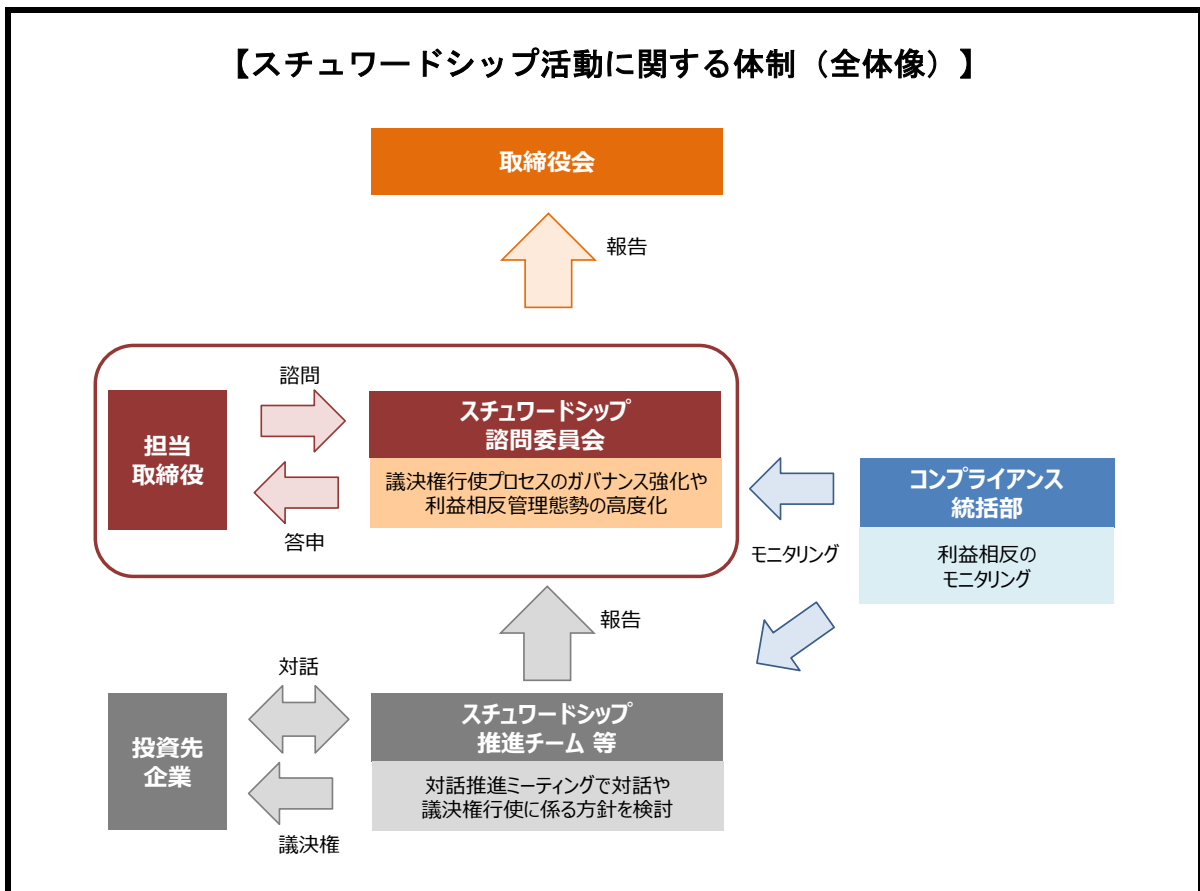 【スチュワードシップ活動に関する体制（全体像）】
取締役会
報告
諮問
担当
取締役
スチュワードシップ
諮問委員会
議決権行使プロセスのガバナンス強化や
利益相反管理態勢の高度化
答申
コンプライアンス
統括部
利益相反の
モニタリング
モニタリング
報告
対話
投資先
企業
スチュワードシップ
推進チーム 等
対話推進ミーティングで対話や
議決権行使に係る方針を検討
議決権